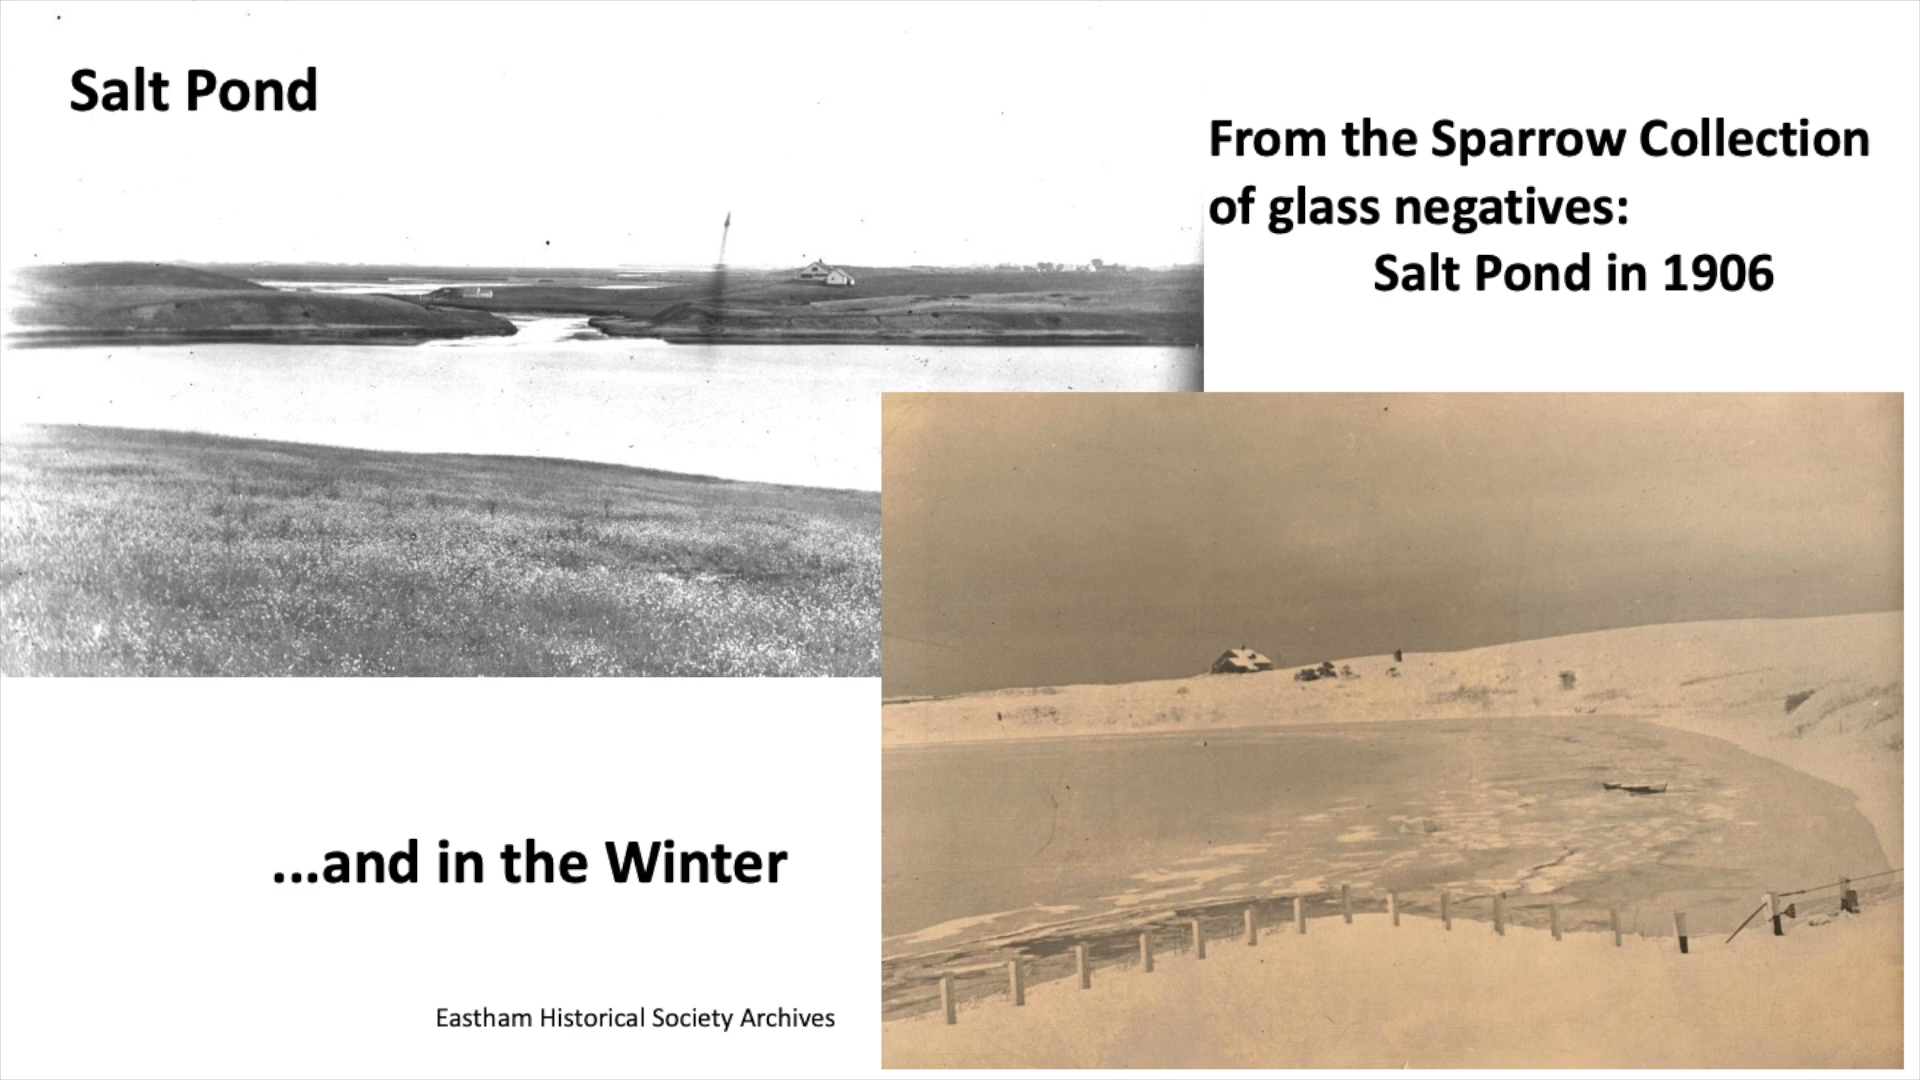 Salt Pond
From the Sparrow Collection
of glass negatives:
Salt Pond in 1906
...and in the Winter
Eastham Historical Society Archives